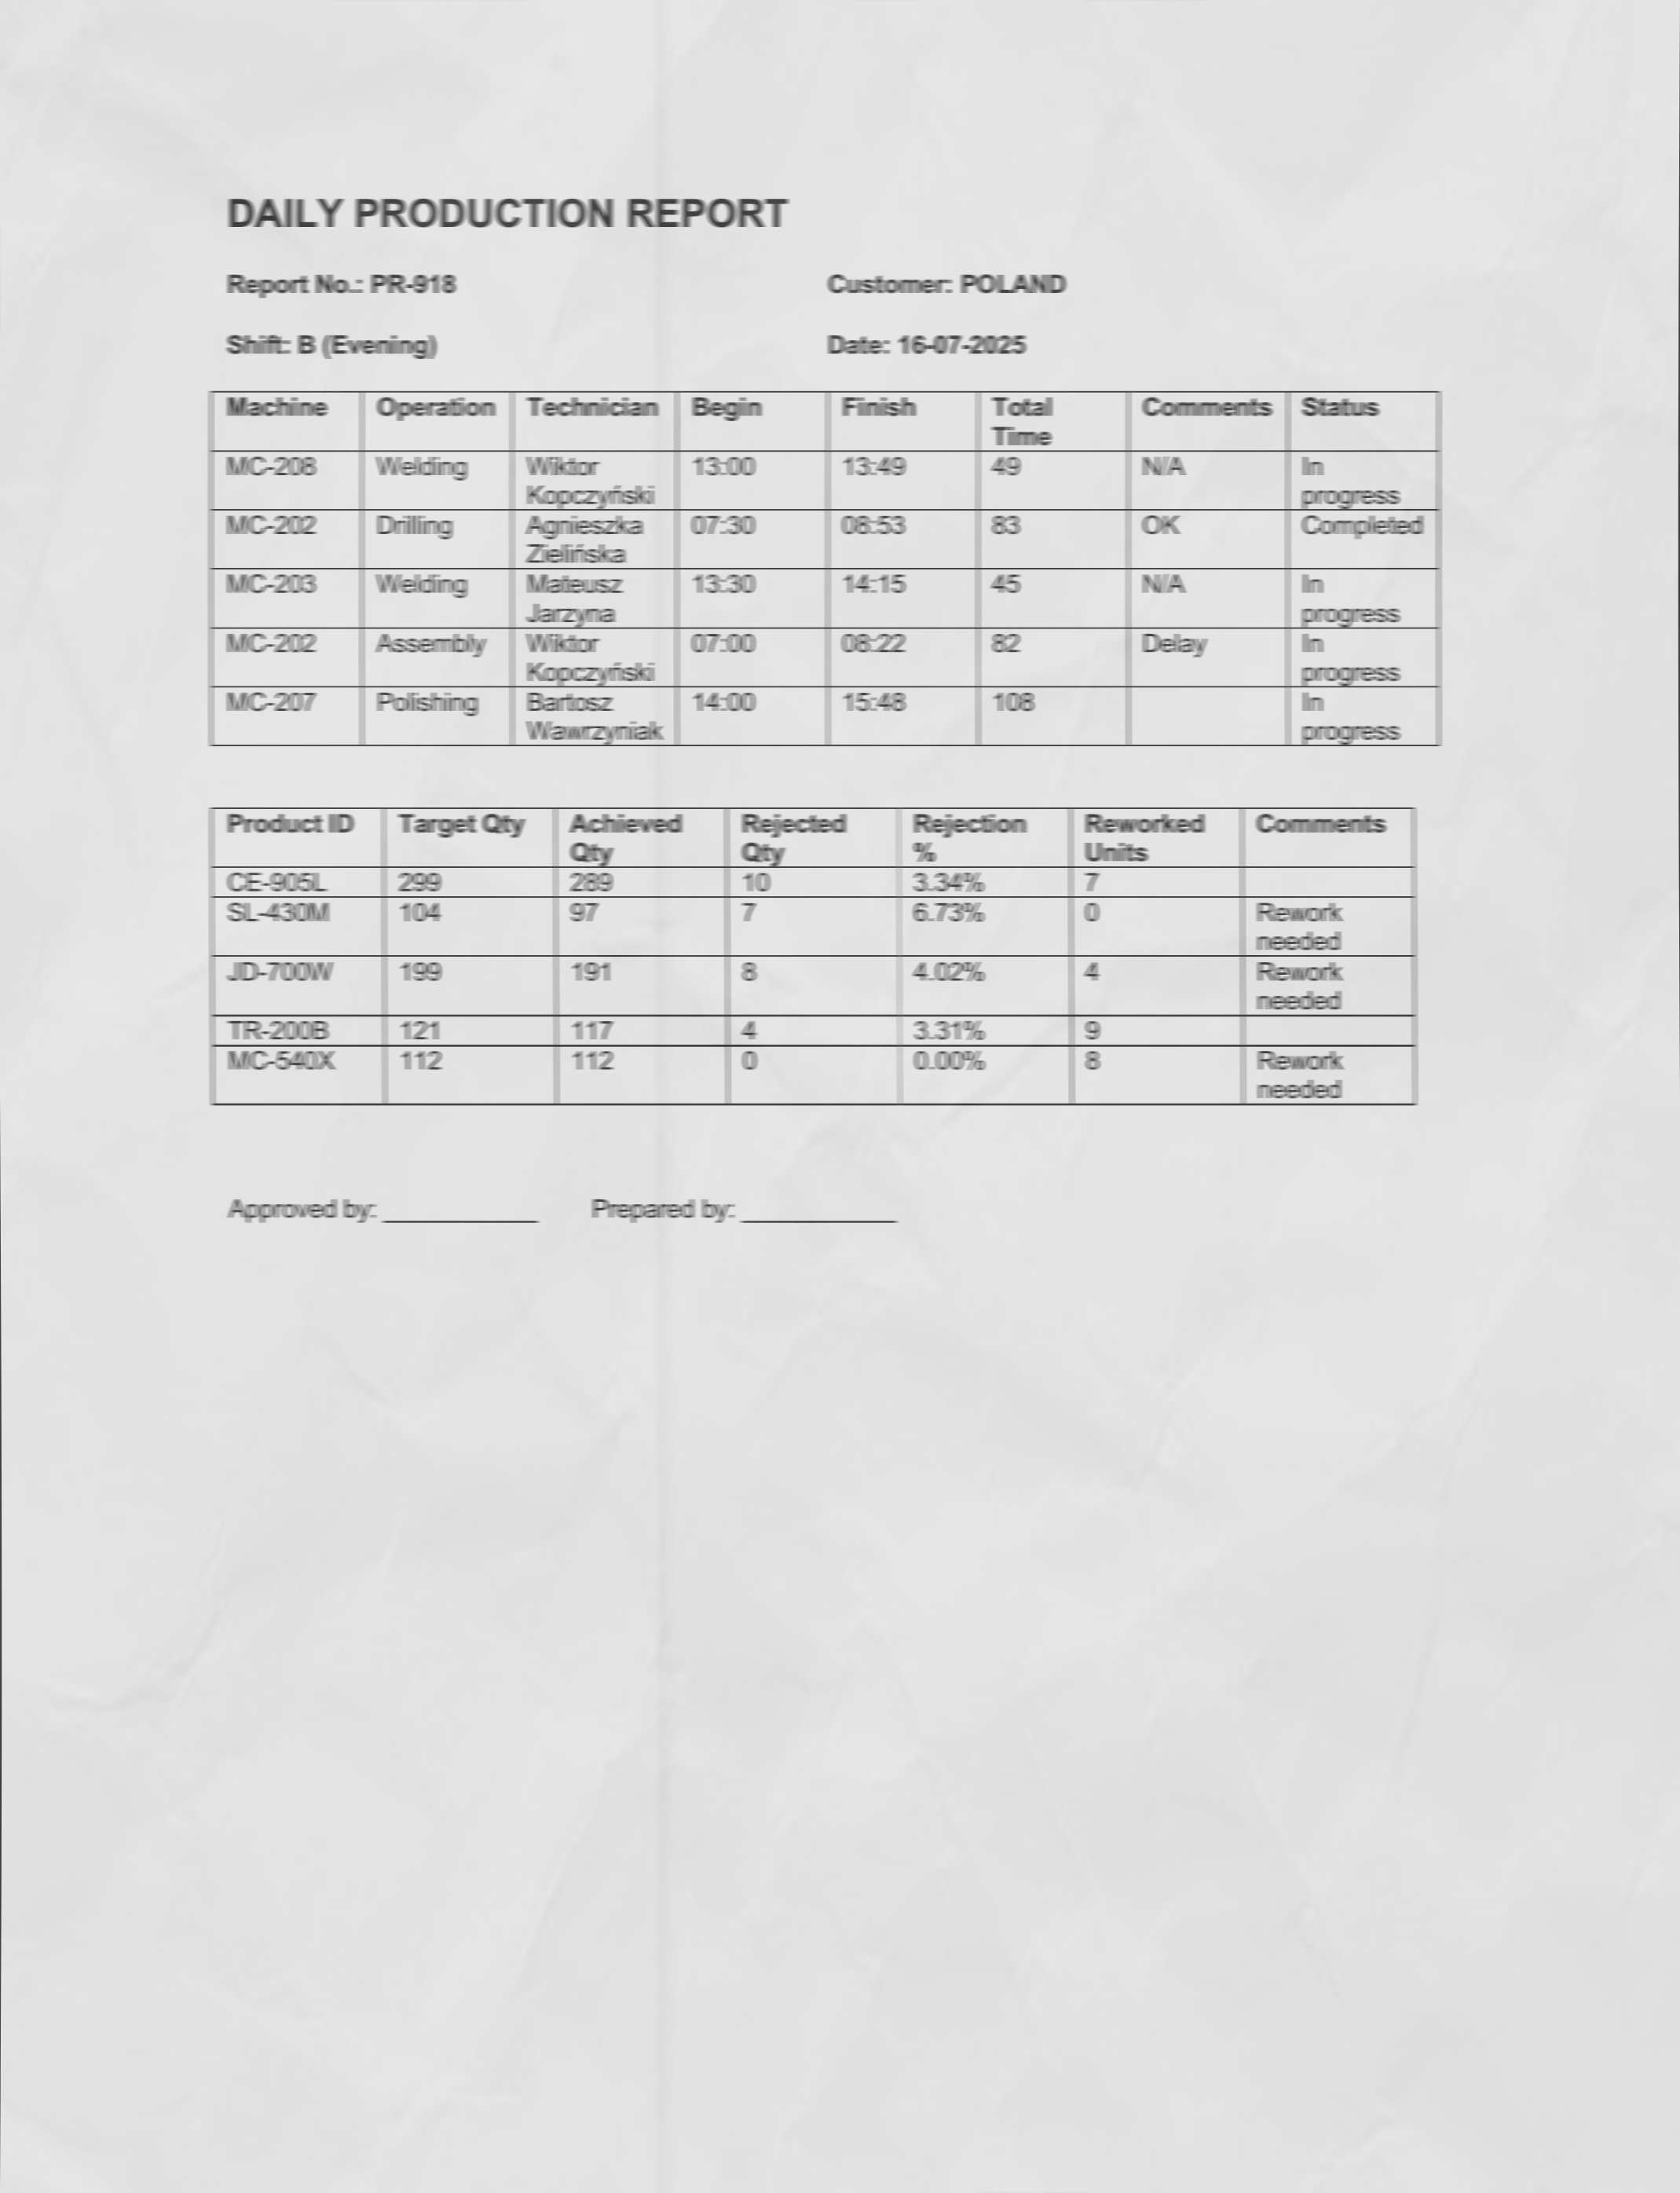 DAILY PRODUCTION REPORT
Report No.: PR-918 Customer: POLAND
Shift: B (Evening) Date: 16-07-2025
Machine Operation Technician Begin Finish Total Time Comments Status
MC-208 Welding Wiktor Kopczyński 13:00 13:49 49 N/A In progress
MC-202 Drilling Agnieszka Zielińska 07:30 08:53 83 OK Completed
MC-203 Welding Mateusz Jarzyna 13:30 14:15 45 N/A In progress
MC-202 Assembly Wiktor Kopczyński 07:00 08:22 82 Delay In progress
MC-207 Polishing Bartosz Wawrzyniak 14:00 15:48 108 In progress
Product ID Target Qty Achieved Qty Rejected Qty Rejection % Reworked Units Comments
CE-905L 299 289 10 3.34% 7
SL-430M 104 97 7 6.73% 0 Rework needed
JD-700W 199 191 8 4.02% 4 Rework needed
TR-200B 121 117 4 3.31% 9
MC-540X 112 112 0 0.00% 8 Rework needed
Approved by: ___________ Prepared by: ___________